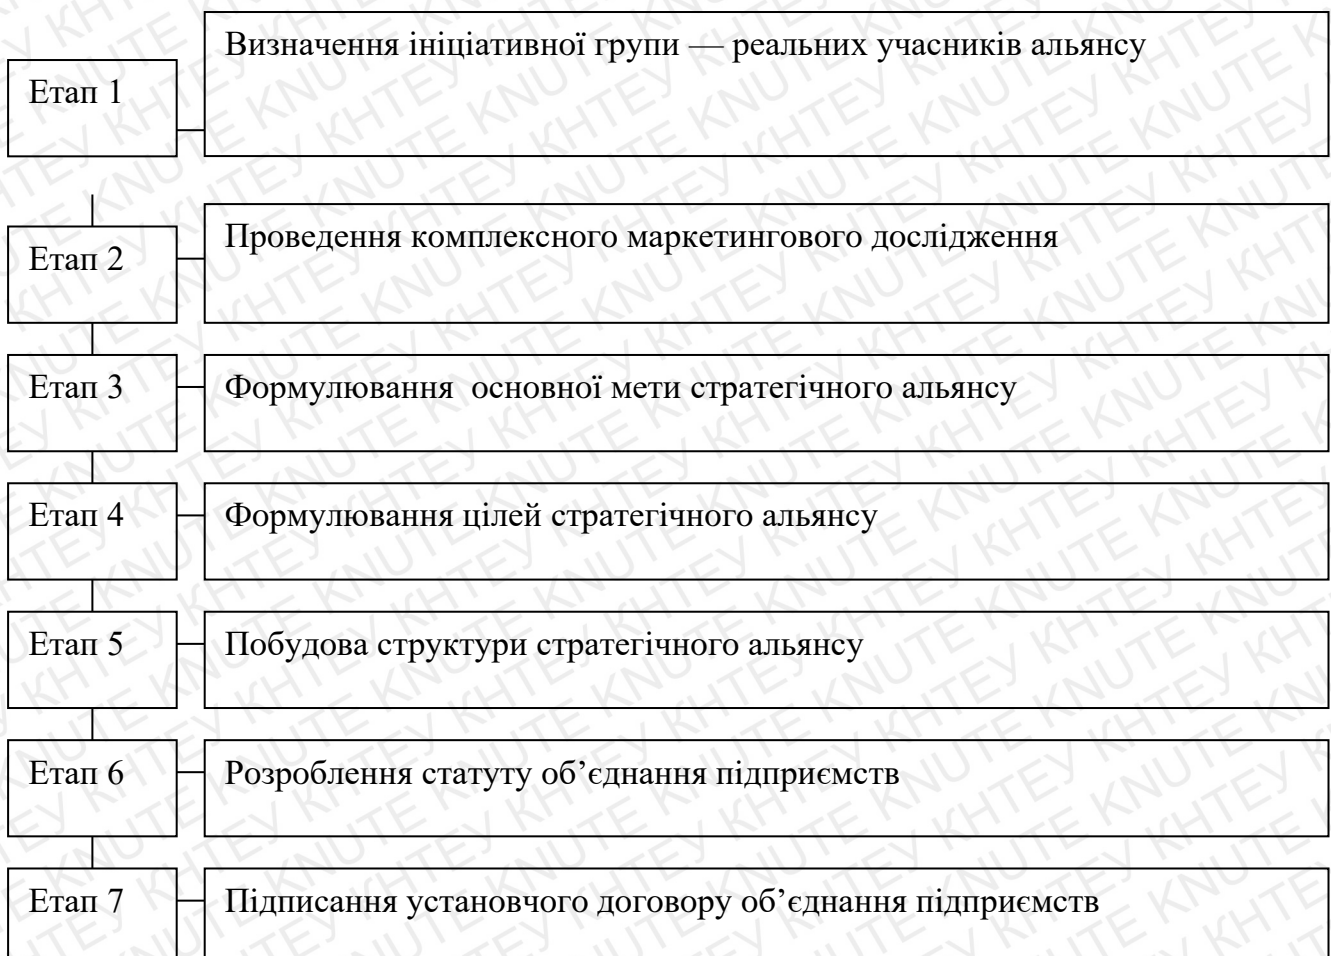 Етап 1
Визначення ініціативної групи — реальних учасників альянсу
Етап 2
Проведення комплексного маркетингового дослідження
Етап 3
Формулювання основної мети стратегічного альянсу
Етап 4
Формулювання цілей стратегічного альянсу
Етап 5
Побудова структури стратегічного альянсу
Етап 6
Розроблення статуту об’єднання підприємств
Етап 7
Підписання установчого договору об’єднання підприємств